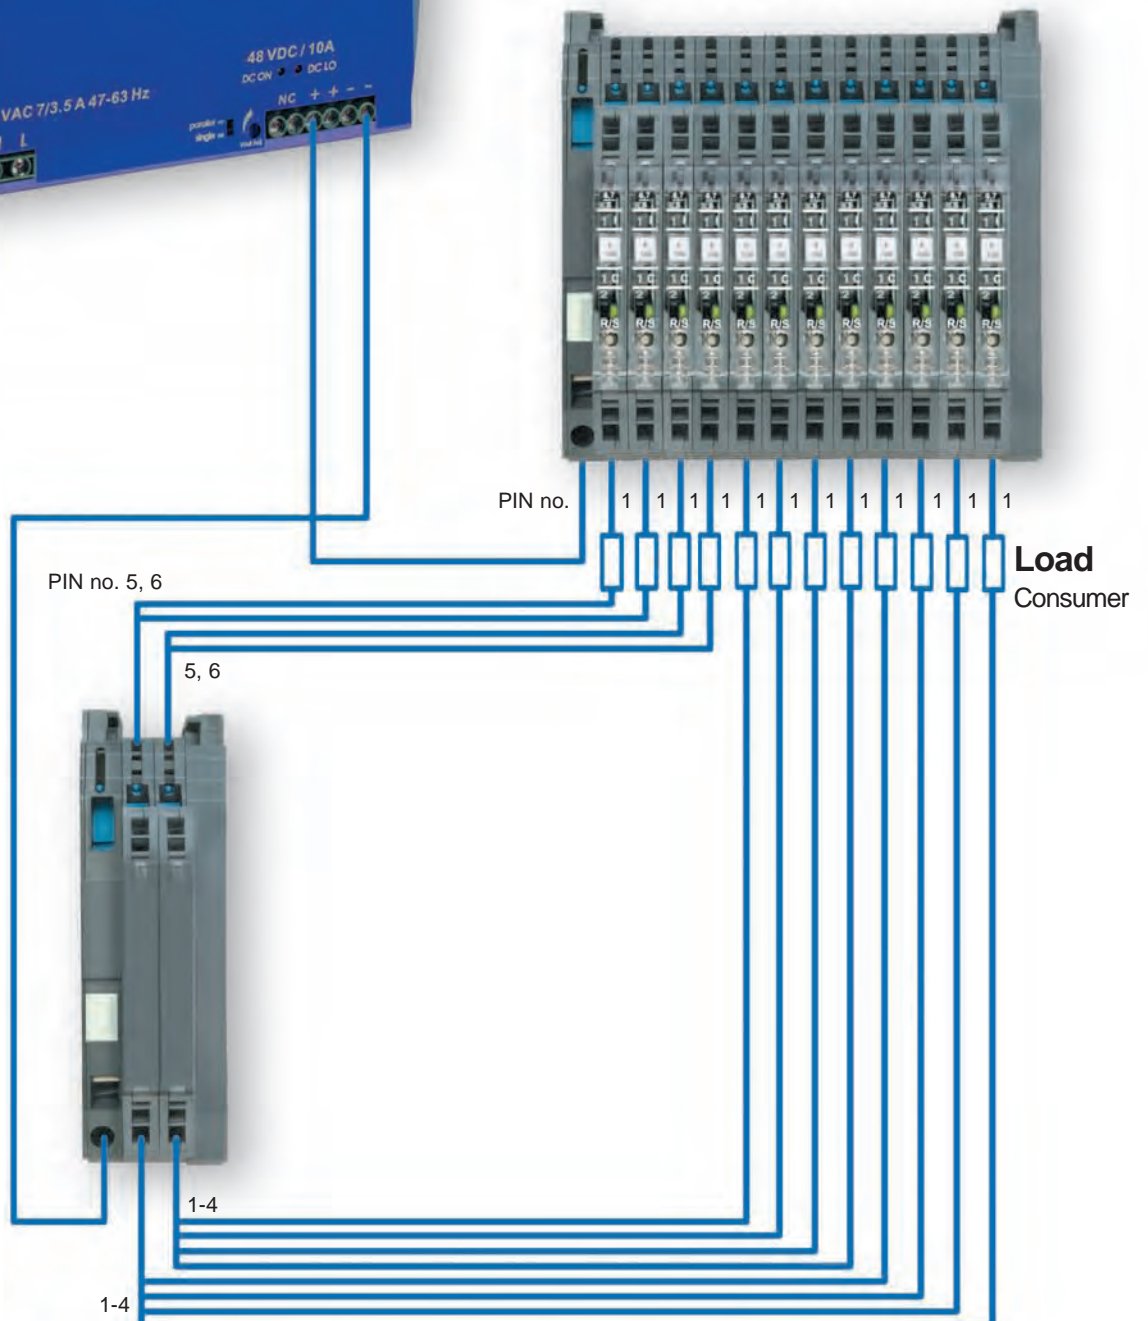 48 VDC / 10A
DC ON DC LO
VAC 7/3.5 A 47-63 Hz
NC + + − −
parallel
single
L
R/S R/S R/S R/S R/S R/S R/S R/S R/S R/S R/S R/S
PIN no. 1 1 1 1 1 1 1 1 1 1 1 1
Load
Consumer
PIN no. 5, 6
5, 6
1-4
1-4